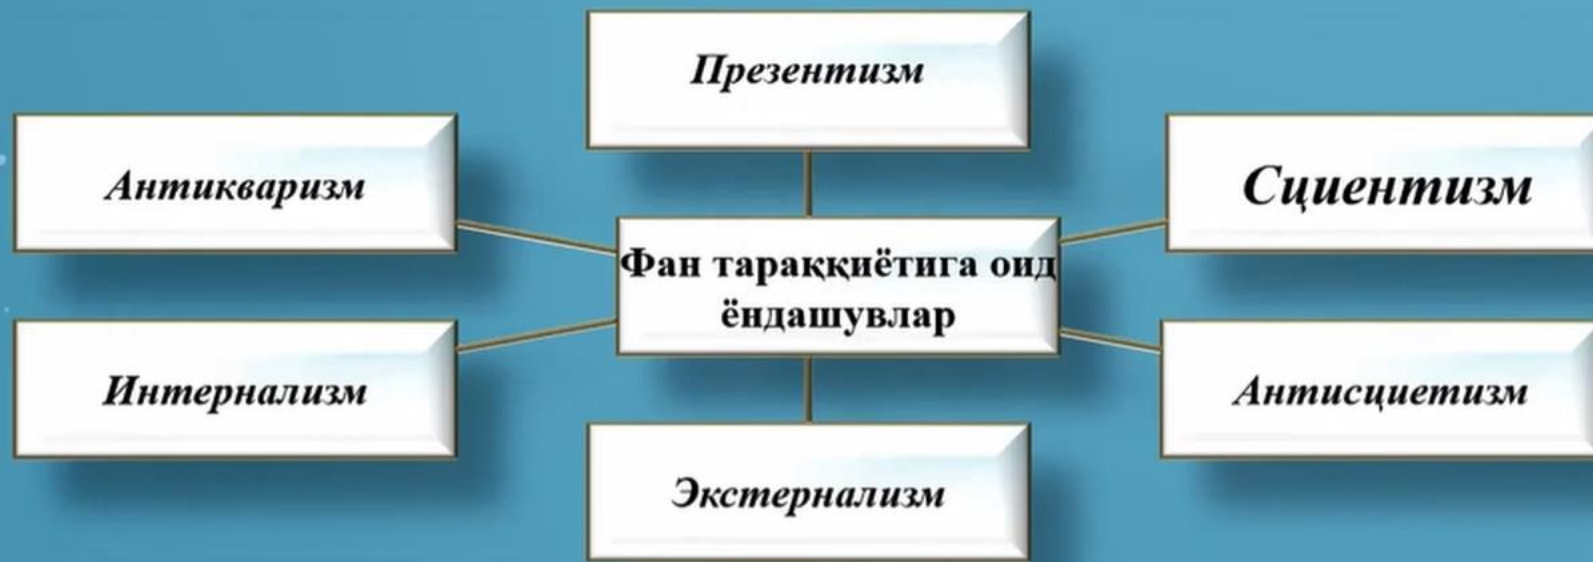 Презентизм
Антикваризм
Сциентизм
Фан тараққиётига оид
ёндашувлар
Интернализм
Антисциетизм
Экстернализм